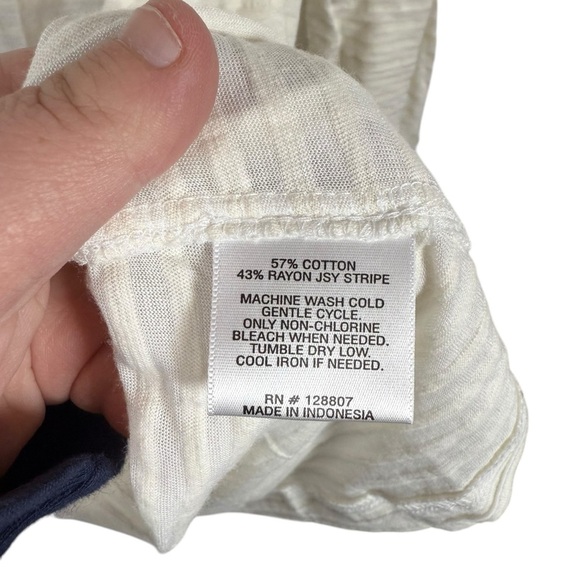 57% COTTON
43% RAYON JSY STRIPE
MACHINE WASH COLD
GENTLE CYCLE.
ONLY NON-CHLORINE
BLEACH WHEN NEEDED.
TUMBLE DRY LOW.
COOL IRON IF NEEDED.
RN # 128807
MADE IN INDONESIA